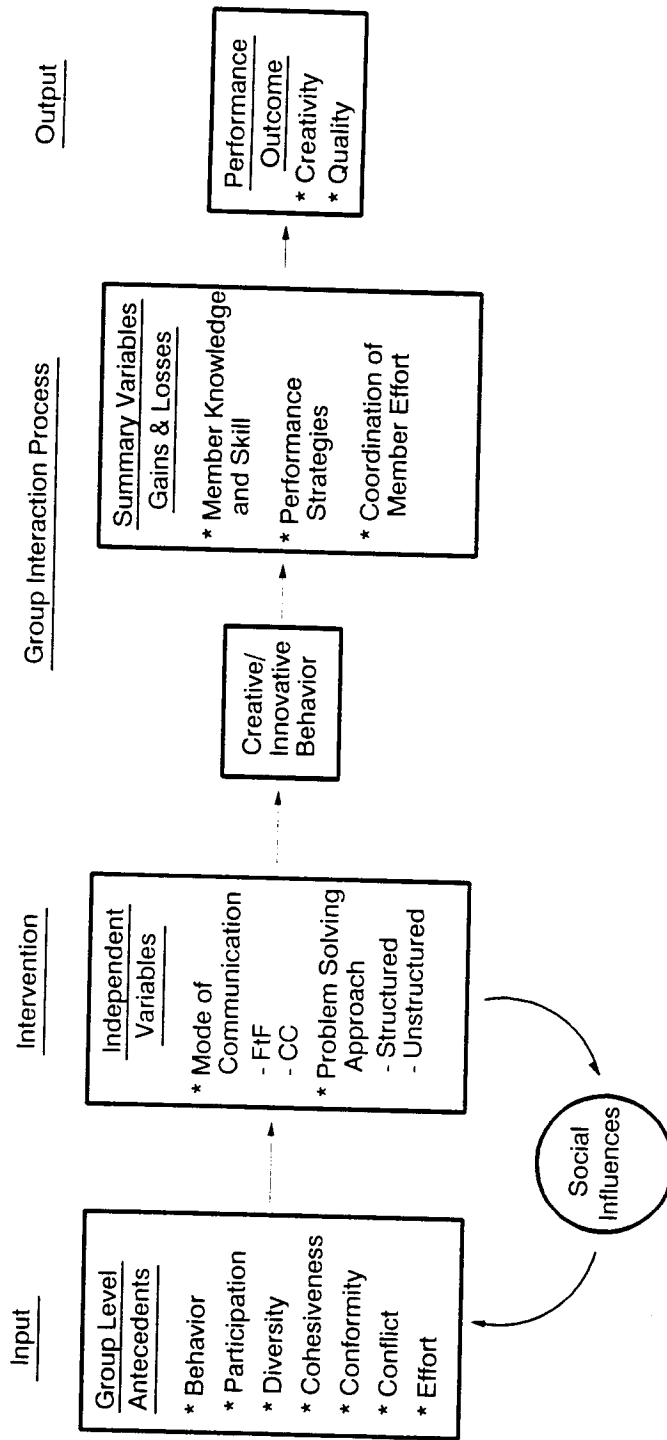 Input
Group Level
Antecedents
* Behavior
* Participation
* Diversity
* Cohesiveness
* Conformity
* Conflict
* Effort
Social
Influences
Intervention
Independent
Variables
* Mode of
Communication
- FtF
- CC
* Problem Solving
Approach
- Structured
- Unstructured
Group Interaction Process
Creative/
Innovative
Behavior
Summary Variables
Gains & Losses
* Member Knowledge
and Skill
* Performance
Strategies
* Coordination of
Member Effort
Output
Performance
Outcome
* Creativity
* Quality